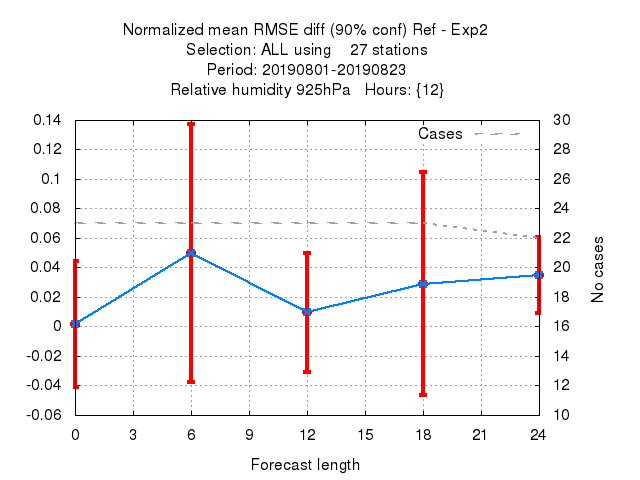 Normalized mean RMSE diff (90% conf) Ref - Exp2
Selection: ALL using    27 stations
Period: 20190801-20190823
Relative humidity 925hPa   Hours: {12}
0.14
0.12
0.1
0.08
0.06
0.04
0.02
0
-0.02
-0.04
-0.06
Cases
30
28
26
24
22
20
18
16
14
12
10
No cases
0 3 6 9 12 15 18 21 24
Forecast length